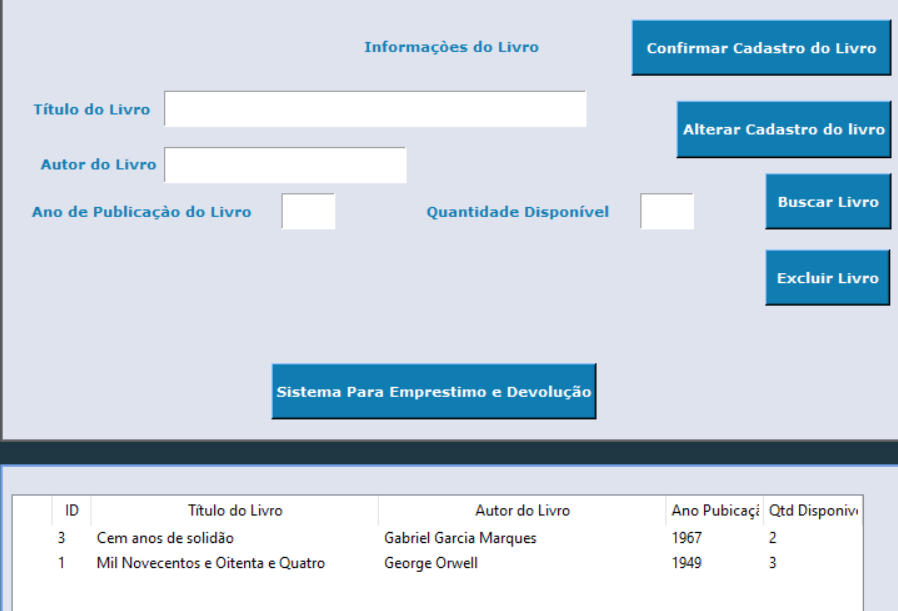 Informaçòes do Livro
Confirmar Cadastro do Livro
Título do Livro
Alterar Cadastro do livro
Autor do Livro
Ano de Publicaçào do Livro
Quantidade Disponível
Buscar Livro
Excluir Livro
Sistema Para Emprestimo e Devolução
ID Título do Livro Autor do Livro Ano Pubicaçã Qtd Disponive
3 Cem anos de solidão Gabriel Garcia Marques 1967 2
1 Mil Novecentos e Oitenta e Quatro George Orwell 1949 3